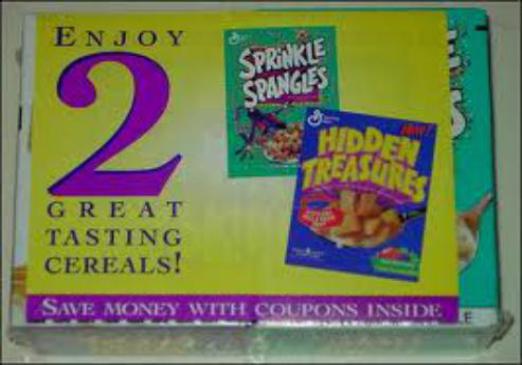 ENJOY
2
GREAT
TASTING
CEREALS!
SPRINKLE
SPANGLES
NEW!
HIDDEN
TREASURES
SAVE MONEY WITH COUPONS INSIDE